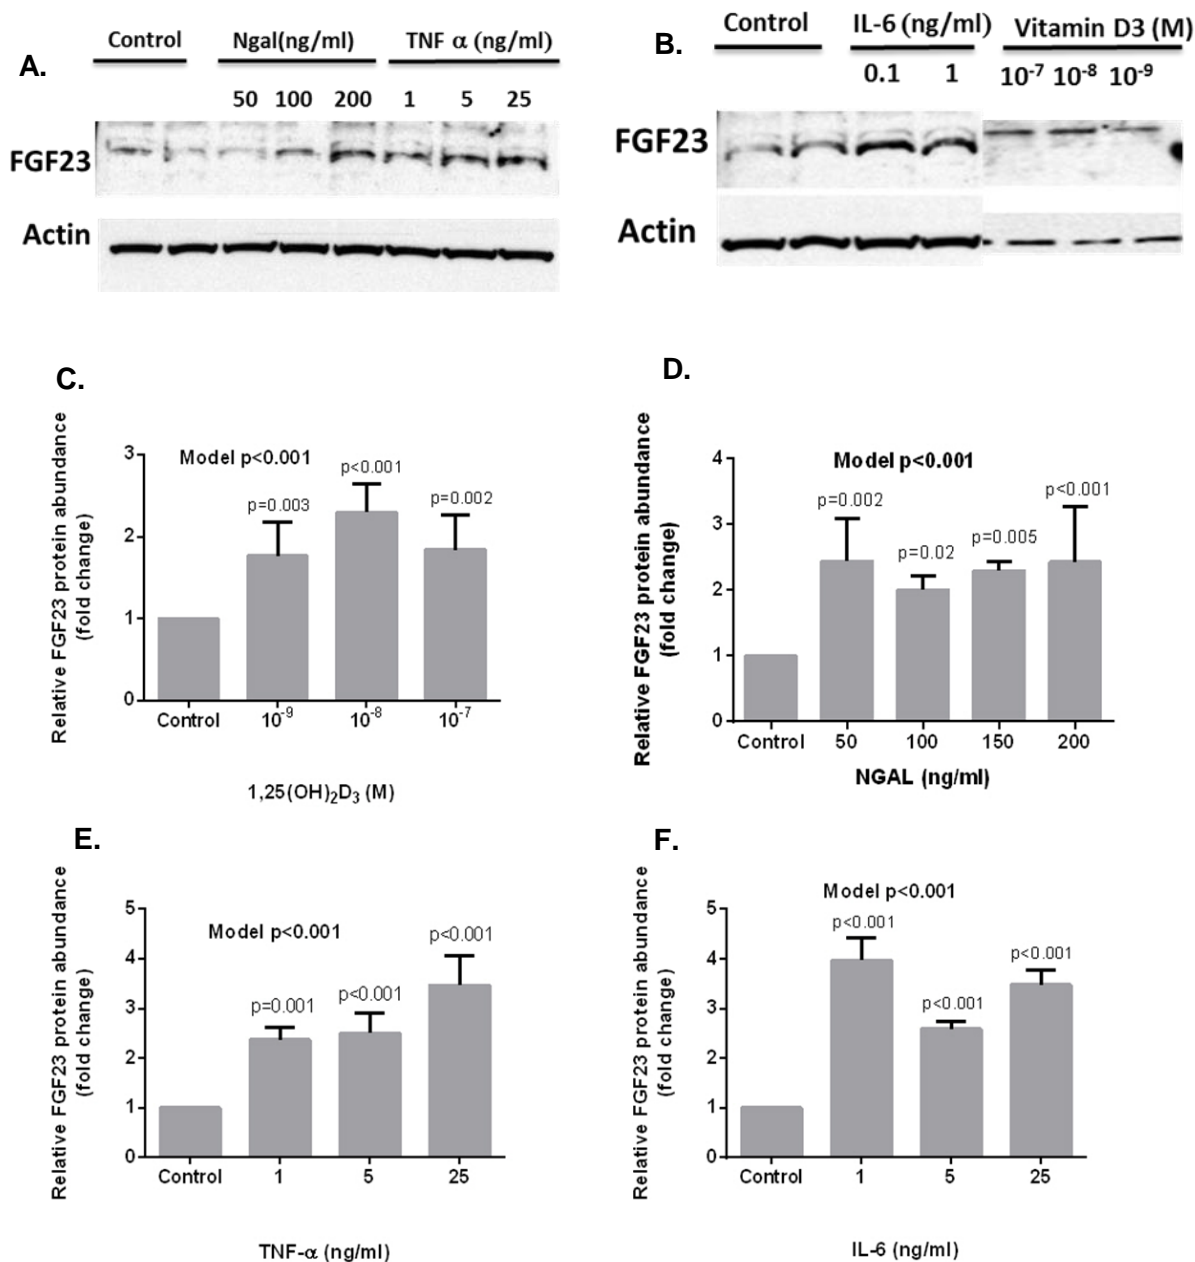 A.
Control Ngal(ng/ml) TNF α (ng/ml)
50 100 200 1 5 25
FGF23
Actin
B.
Control IL-6 (ng/ml) Vitamin D3 (M)
0.1 1 10⁻⁷ 10⁻⁸ 10⁻⁹
FGF23
Actin
C.
Relative FGF23 protein abundance
(fold change)
Model p<0.001
3
2
1
0
p=0.003
p<0.001
p=0.002
Control 10⁻⁹ 10⁻⁸ 10⁻⁷
1,25(OH)₂D₃ (M)
D.
Relative FGF23 protein abundance
(fold change)
Model p<0.001
4
3
2
1
0
p=0.002
p=0.02
p=0.005
p<0.001
Control 50 100 150 200
NGAL (ng/ml)
E.
Relative FGF23 protein abundance
(fold change)
Model p<0.001
5
4
3
2
1
0
p=0.001
p<0.001
p<0.001
Control 1 5 25
TNF-α (ng/ml)
F.
Relative FGF23 protein abundance
(fold change)
Model p<0.001
5
4
3
2
1
0
p<0.001
p<0.001
p<0.001
Control 1 5 25
IL-6 (ng/ml)